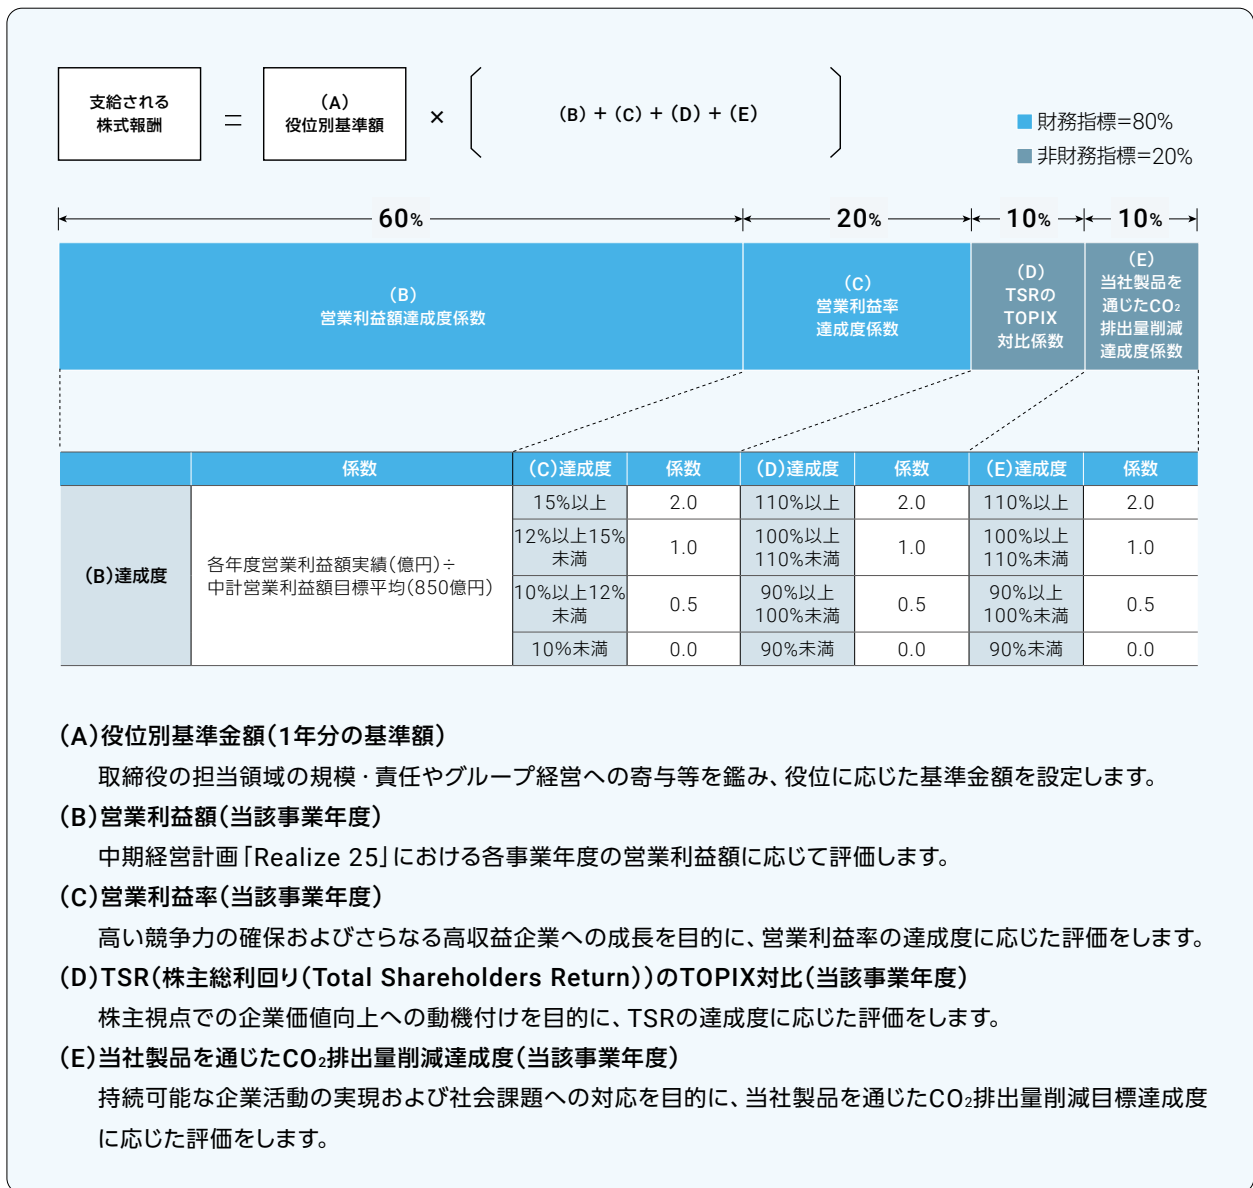 支給される
株式報酬
＝
（A）
役位別基準額
×
（B）+（C）+（D）+（E）
財務指標＝80%
非財務指標＝20%
60%
20%
10%
10%
（B）
営業利益額達成度係数
（C）
営業利益率
達成度係数
（D）
TSRの
TOPIX
対比係数
（E）
当社製品を
通じたCO₂
排出量削減
達成度係数
係数
（B）達成度
各年度営業利益額実績（億円）÷
中計営業利益額目標平均（850億円）
（C）達成度 係数
15%以上 2.0
12%以上15%
未満
1.0
10%以上12%
未満
0.5
10%未満 0.0
（D）達成度 係数
110%以上 2.0
100%以上
110%未満
1.0
90%以上
100%未満
0.5
90%未満 0.0
（E）達成度 係数
110%以上 2.0
100%以上
110%未満
1.0
90%以上
100%未満
0.5
90%未満 0.0
（A）役位別基準金額（1年分の基準額）
取締役の担当領域の規模・責任やグループ経営への寄与等を鑑み、役位に応じた基準金額を設定します。
（B）営業利益額（当該事業年度）
中期経営計画「Realize 25」における各事業年度の営業利益額に応じて評価します。
（C）営業利益率（当該事業年度）
高い競争力の確保およびさらなる高収益企業への成長を目的に、営業利益率の達成度に応じた評価をします。
（D）TSR（株主総利回り（Total Shareholders Return））のTOPIX対比（当該事業年度）
株主視点での企業価値向上への動機付けを目的に、TSRの達成度に応じた評価をします。
（E）当社製品を通じたCO₂排出量削減達成度（当該事業年度）
持続可能な企業活動の実現および社会課題への対応を目的に、当社製品を通じたCO₂排出量削減目標達成度
に応じた評価をします。